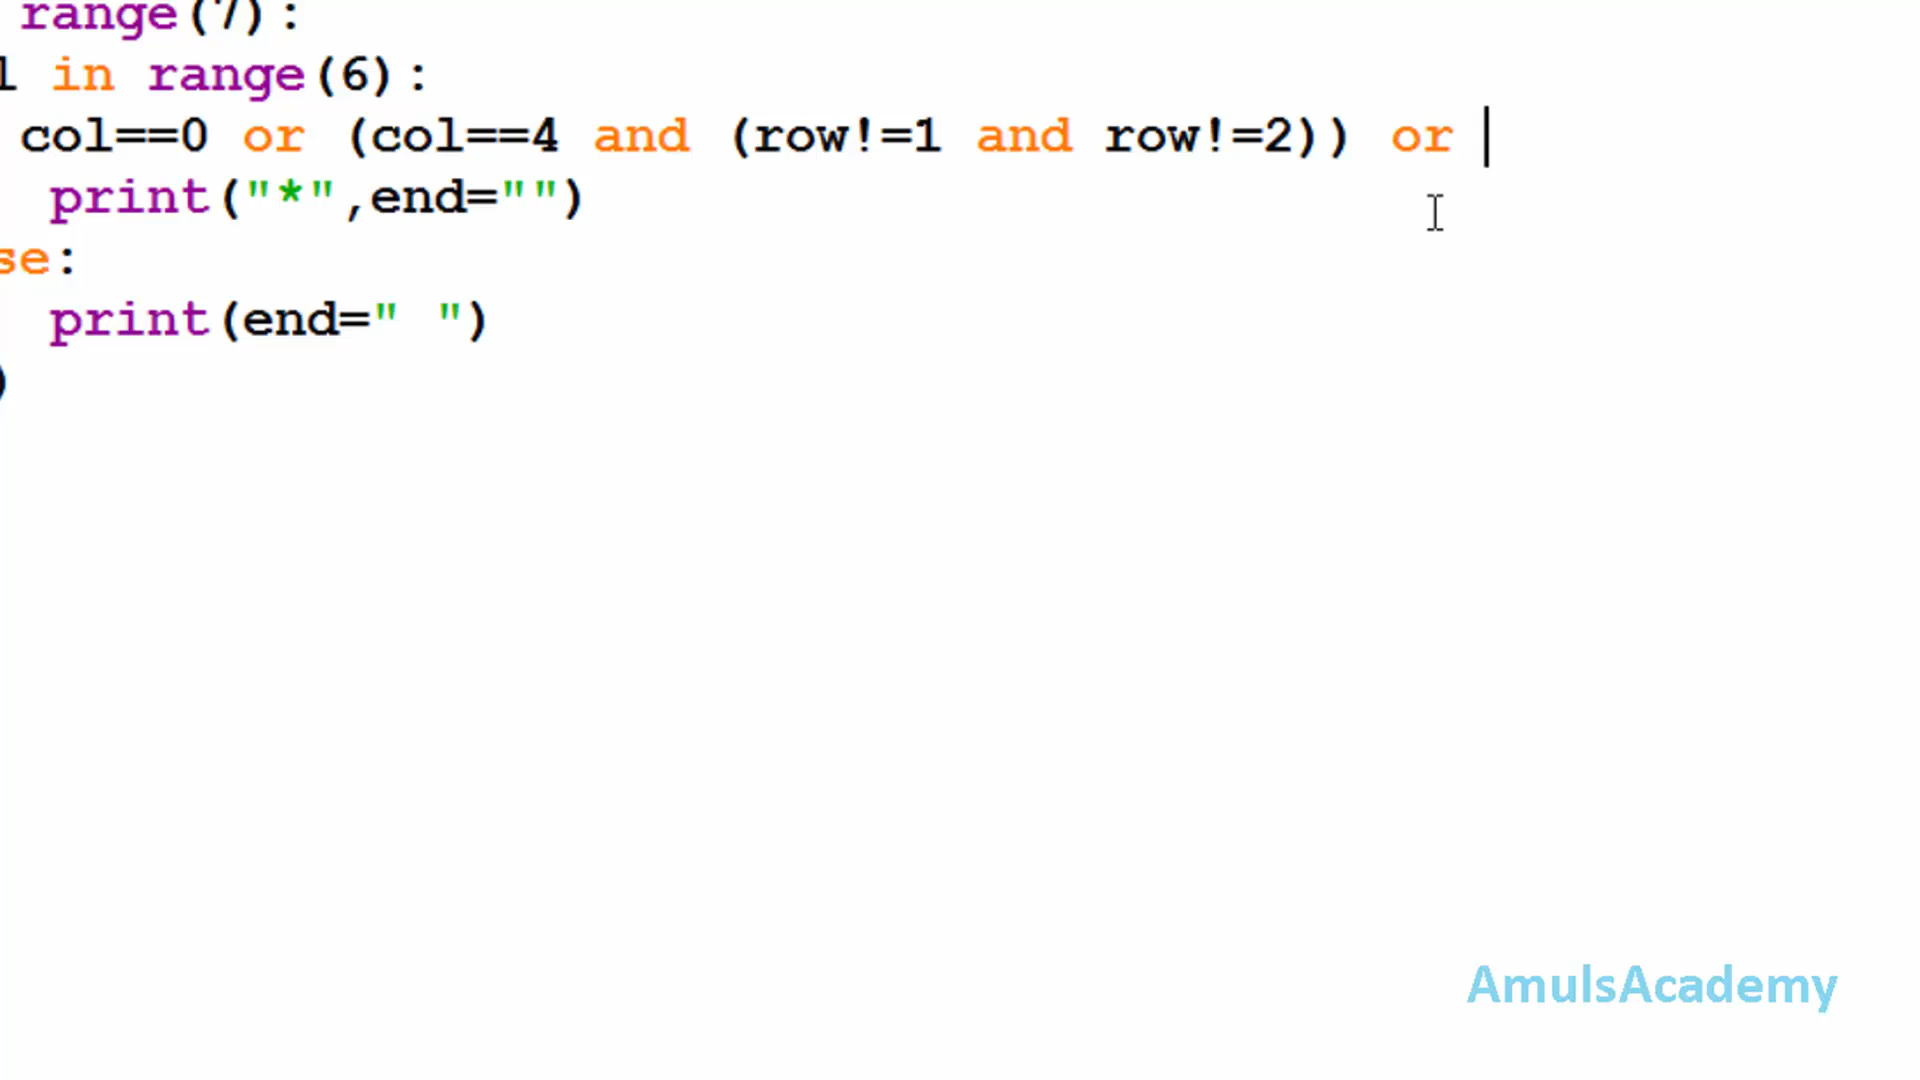 range(7):
l in range(6):
col==0 or (col==4 and (row!=1 and row!=2)) or
print("*",end="")
se:
print(end=" ")
)
AmulsAcademy